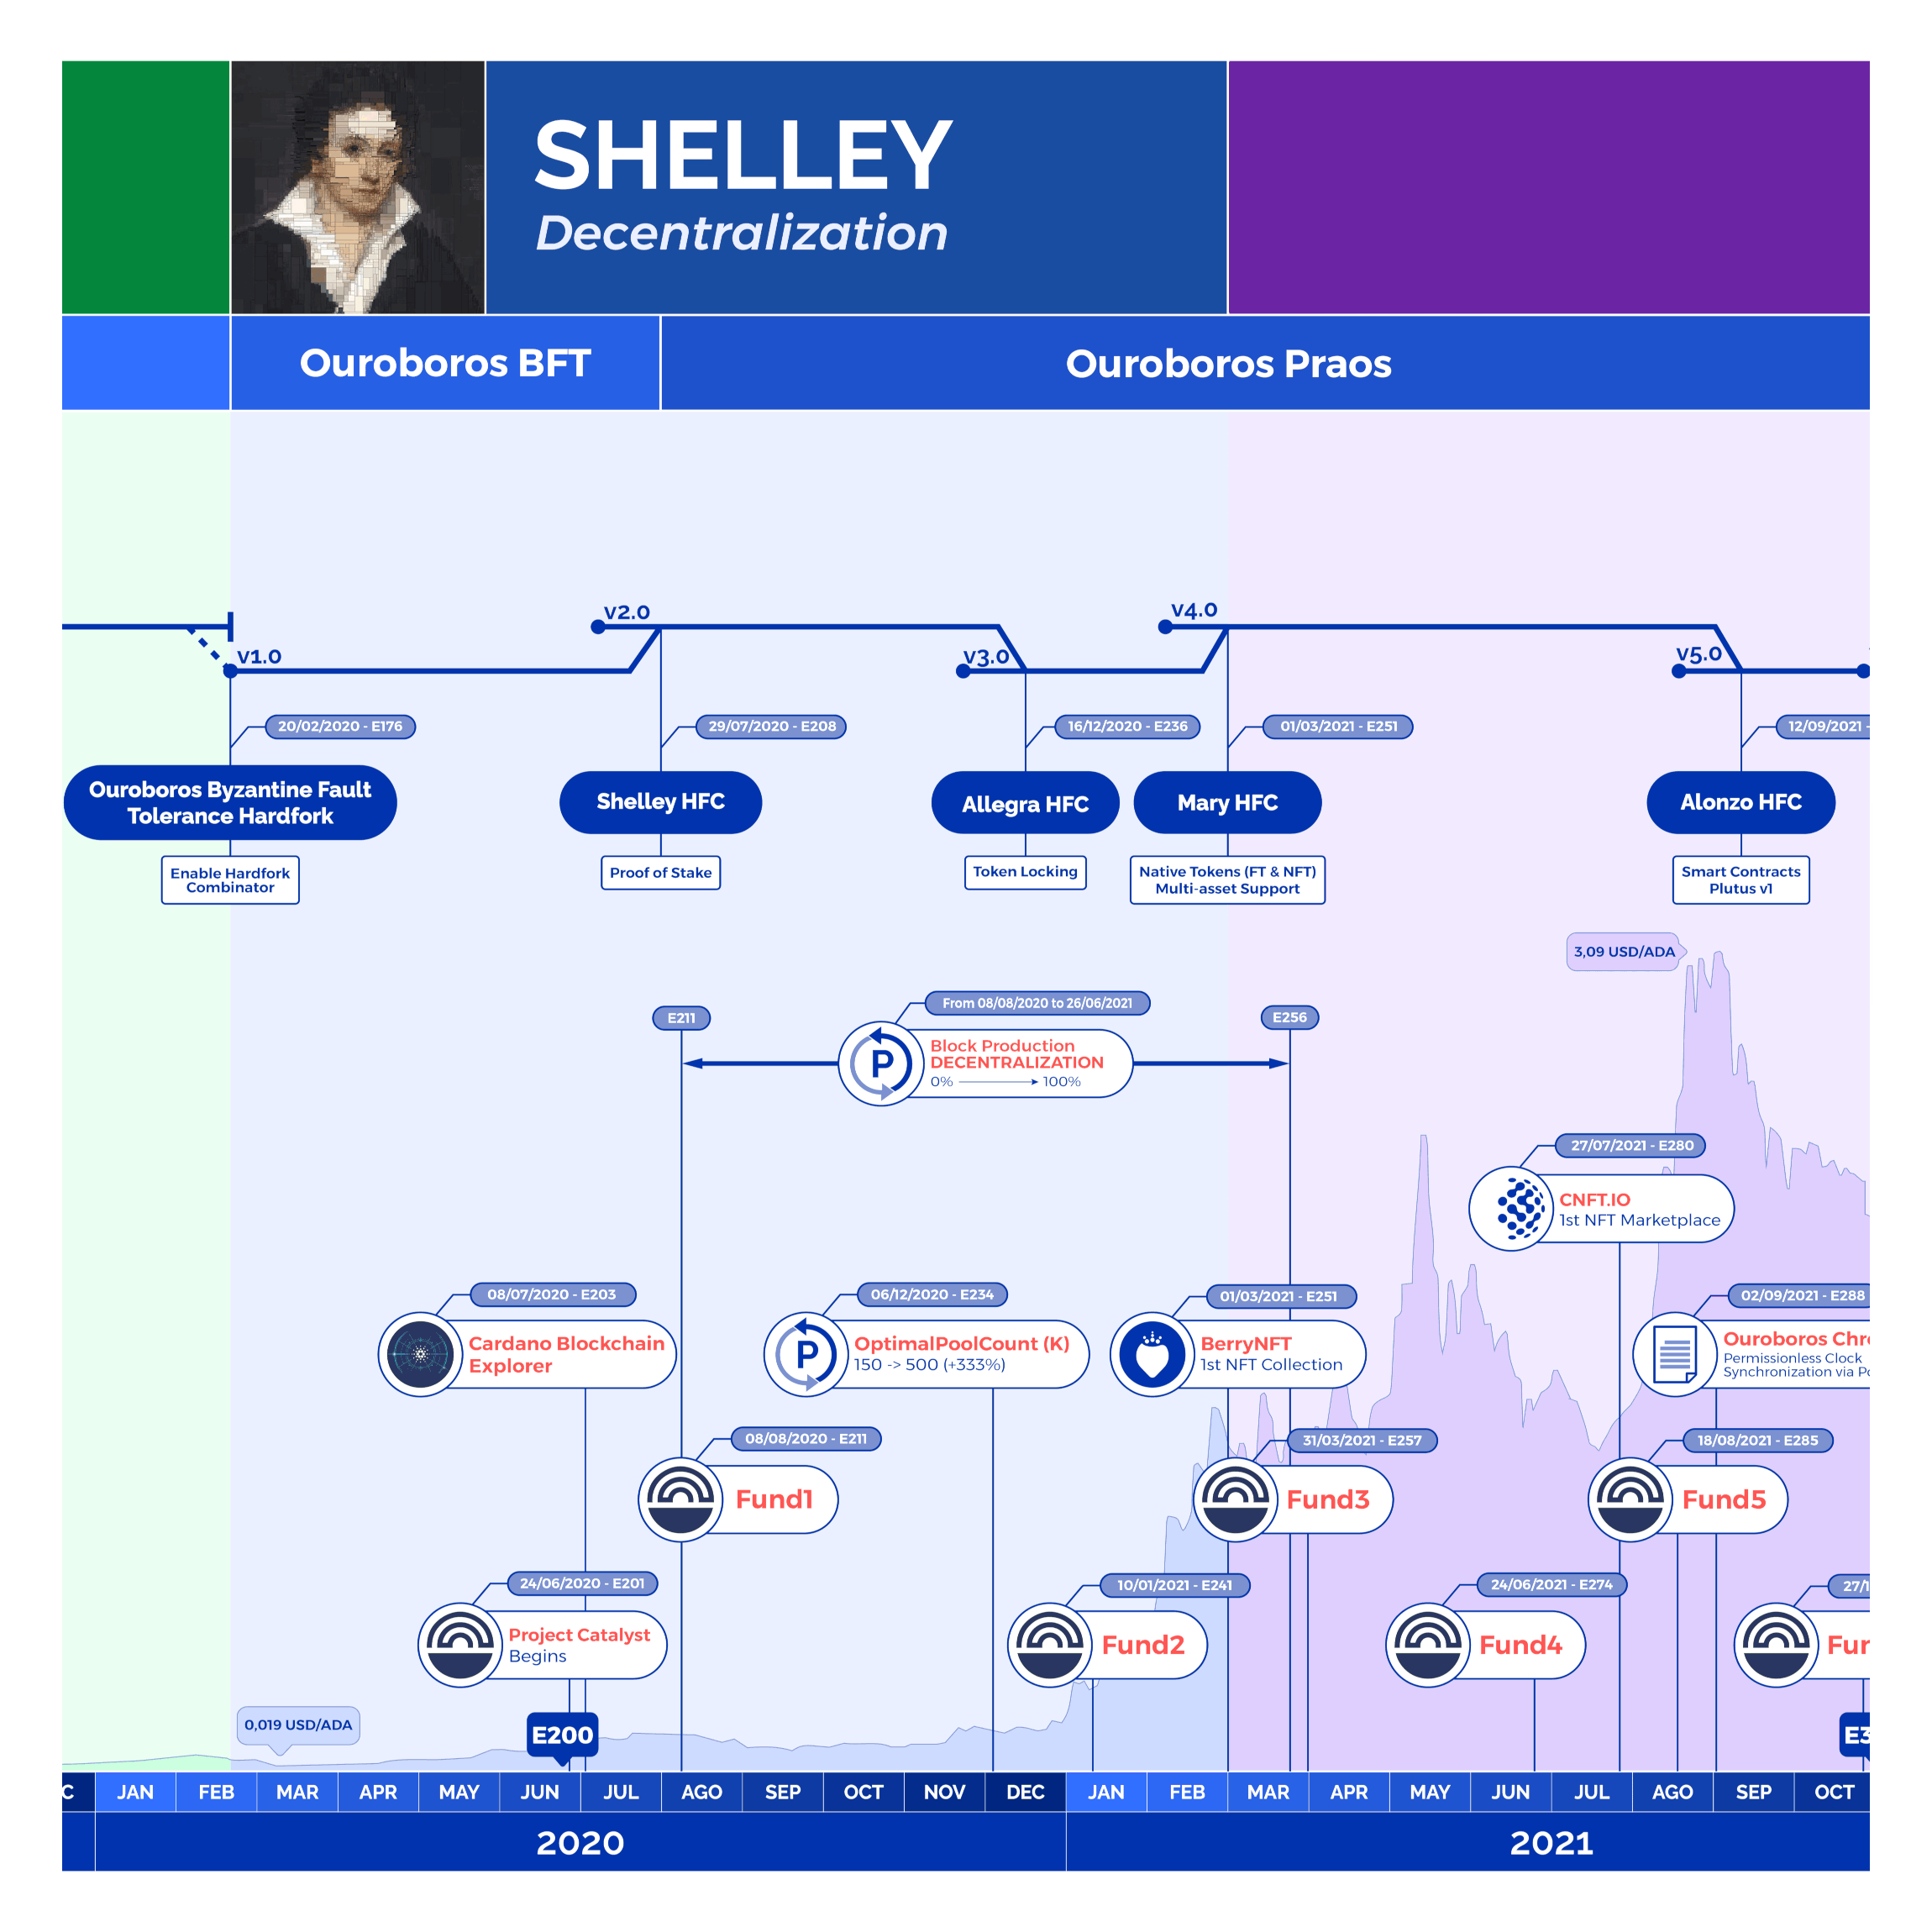 SHELLEY
Decentralization
Ouroboros BFT
Ouroboros Praos
v1.0
v2.0
v3.0
v4.0
v5.0
20/02/2020 - E176
29/07/2020 - E208
16/12/2020 - E236
01/03/2021 - E251
12/09/2021 -
Ouroboros Byzantine Fault
Tolerance Hardfork
Shelley HFC
Allegra HFC
Mary HFC
Alonzo HFC
Enable Hardfork
Combinator
Proof of Stake
Token Locking
Native Tokens (FT & NFT)
Multi-asset Support
Smart Contracts
Plutus v1
3,09 USD/ADA
E211
From 08/08/2020 to 26/06/2021
E256
Block Production
DECENTRALIZATION
0% 100%
P
27/07/2021 - E280
CNFT.IO
1st NFT Marketplace
08/07/2020 - E203
Cardano Blockchain
Explorer
06/12/2020 - E234
P
OptimalPoolCount (K)
150 -> 500 (+333%)
01/03/2021 - E251
BerryNFT
1st NFT Collection
02/09/2021 - E288
Ouroboros Chr
Permissionless Clock
Synchronization via P
08/08/2020 - E211
Fund1
31/03/2021 - E257
Fund3
18/08/2021 - E285
Fund5
24/06/2020 - E201
Project Catalyst
Begins
10/01/2021 - E241
Fund2
24/06/2021 - E274
Fund4
27/1
Fu
0,019 USD/ADA
E200
E3
C JAN FEB MAR APR MAY JUN JUL AGO SEP OCT NOV DEC JAN FEB MAR APR MAY JUN JUL AGO SEP OCT
2020
2021